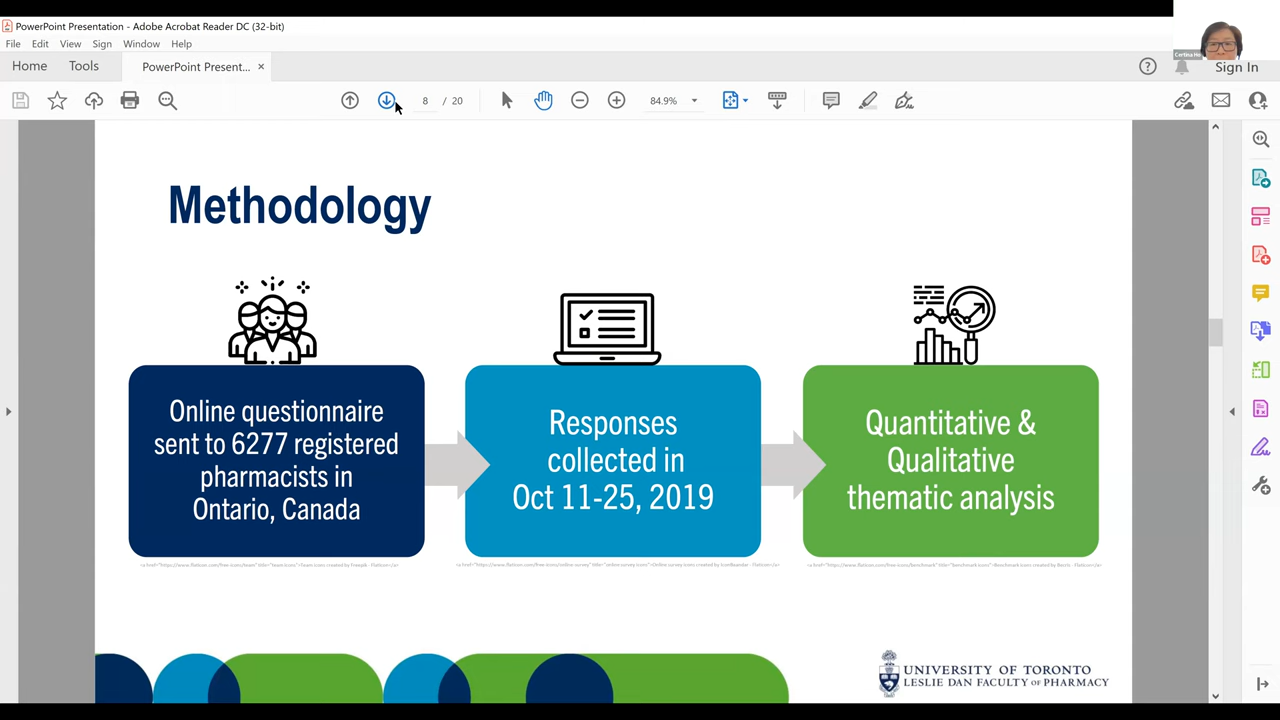 PowerPoint Presentation - Adobe Acrobat Reader DC (32-bit)
File Edit View Sign Window Help
Home Tools PowerPoint Present... × Sign In
8 / 20 84.9%
Methodology
Online questionnaire
sent to 6277 registered
pharmacists in
Ontario, Canada
Responses
collected in
Oct 11-25, 2019
Quantitative &
Qualitative
thematic analysis
UNIVERSITY OF TORONTO
LESLIE DAN FACULTY OF PHARMACY